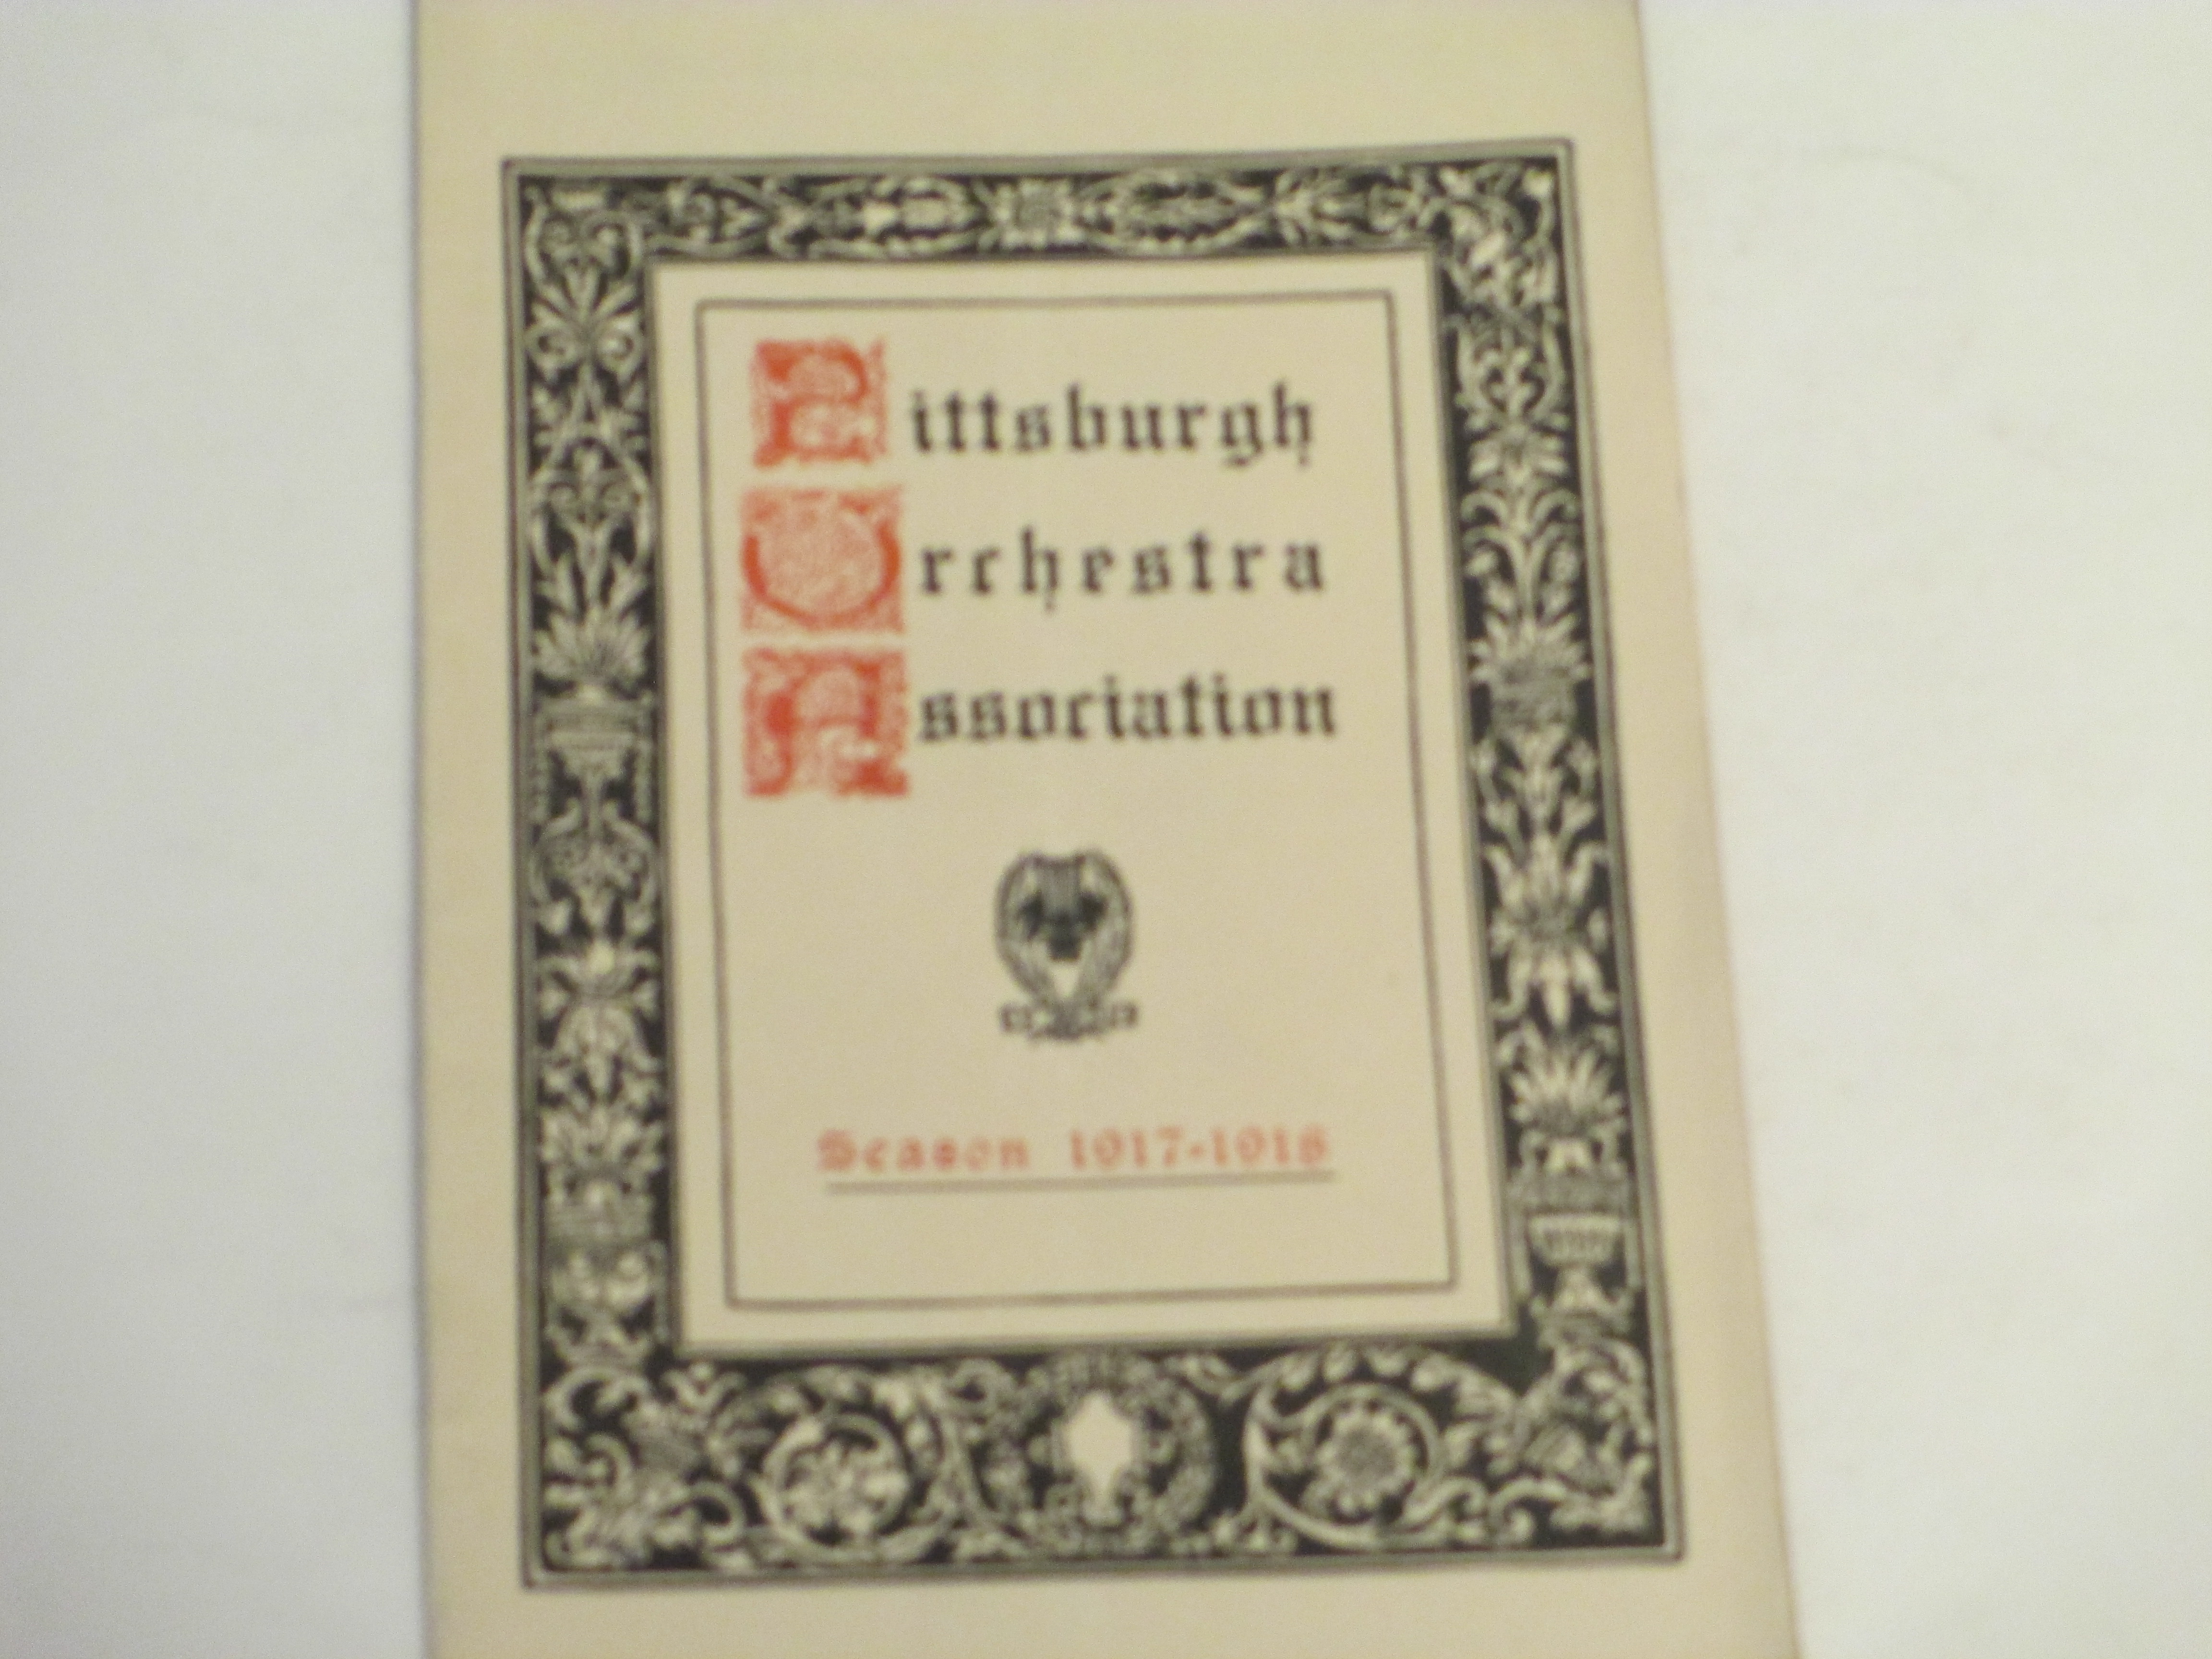 Pittsburgh
Orchestra
Association
Season 1917-1918